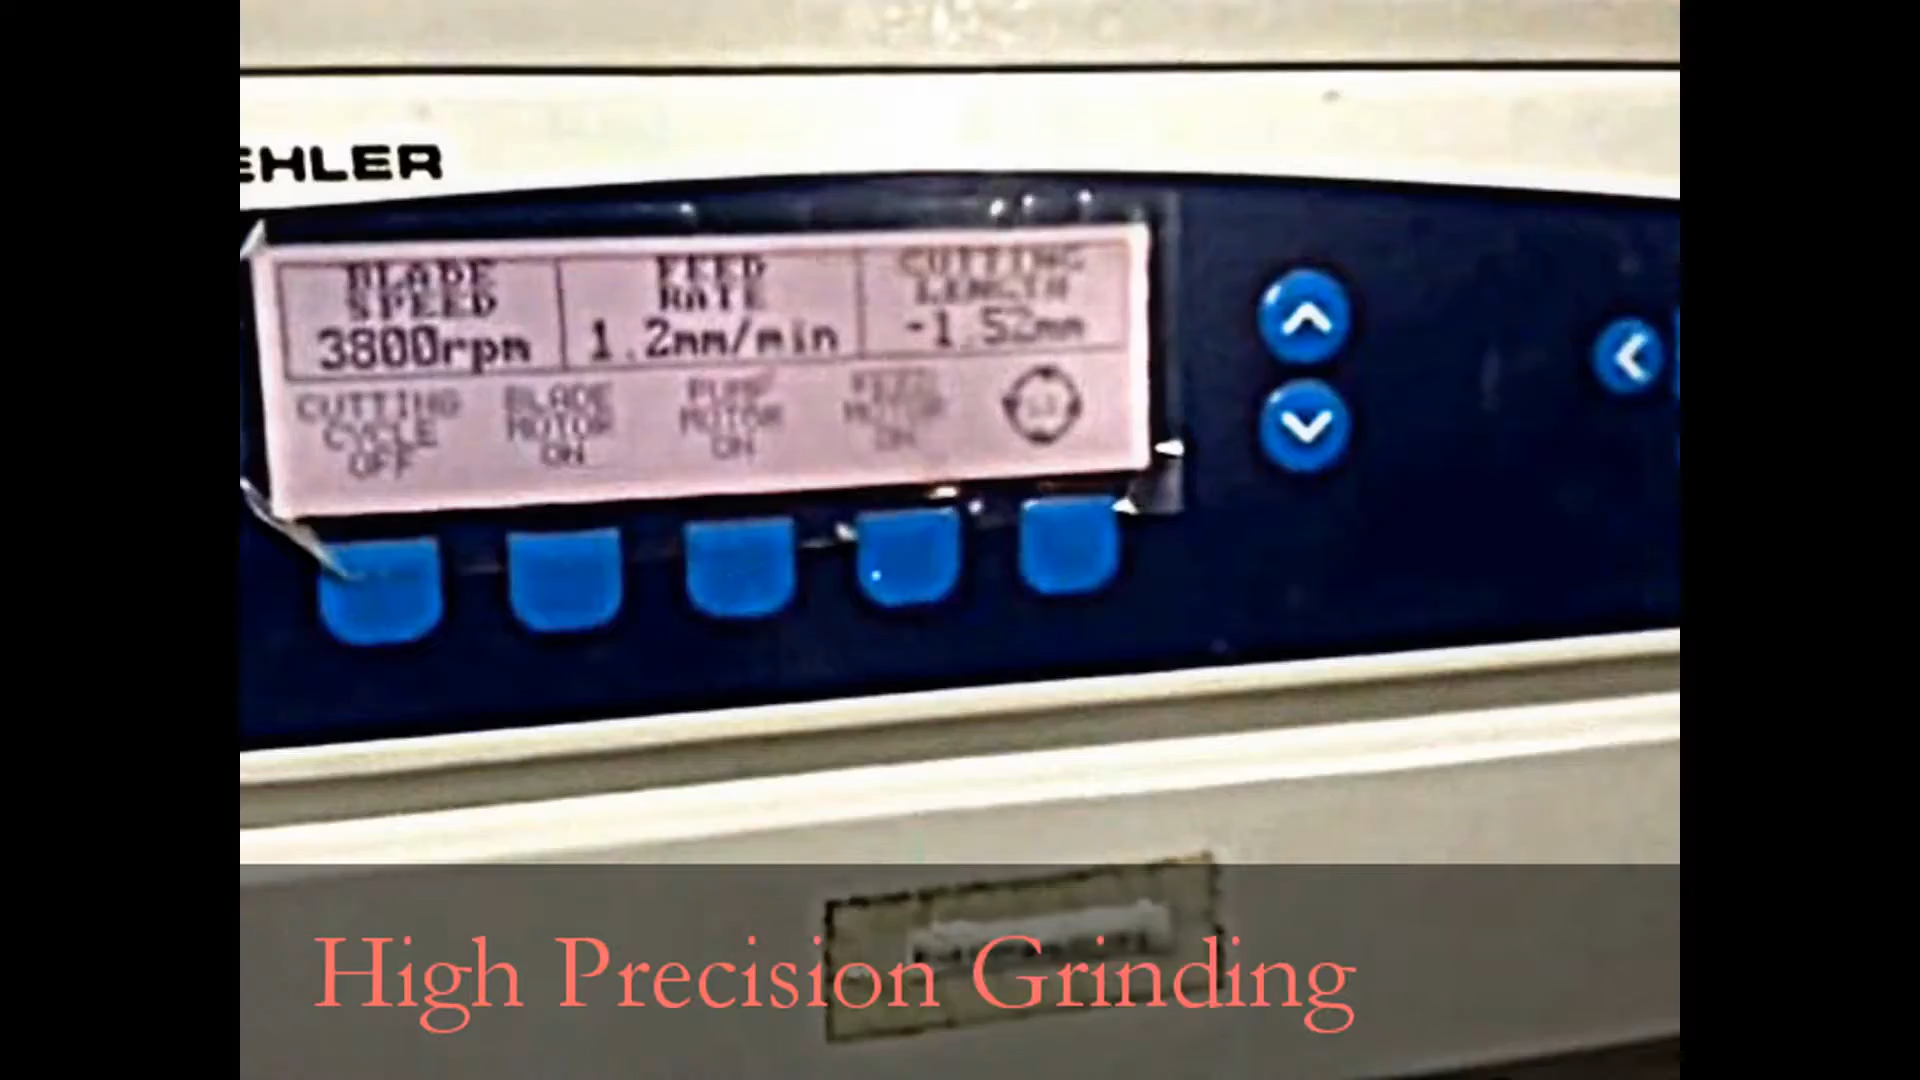 EHLER
BLADE SPEED
3800rpm
FEED RATE
1.2mm/min
CUTTING LENGTH
-1.52mm
CUTTING CYCLE OFF
BLADE MOTOR ON
PUMP MOTOR ON
FEED MOTOR ON
High Precision Grinding